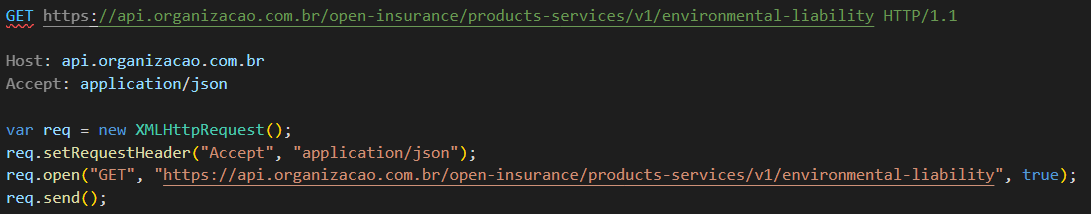 GET https://api.organizacao.com.br/open-insurance/products-services/v1/environmental-liability HTTP/1.1
Host: api.organizacao.com.br
Accept: application/json
var req = new XMLHttpRequest();
req.setRequestHeader("Accept", "application/json");
req.open("GET", "https://api.organizacao.com.br/open-insurance/products-services/v1/environmental-liability", true);
req.send();